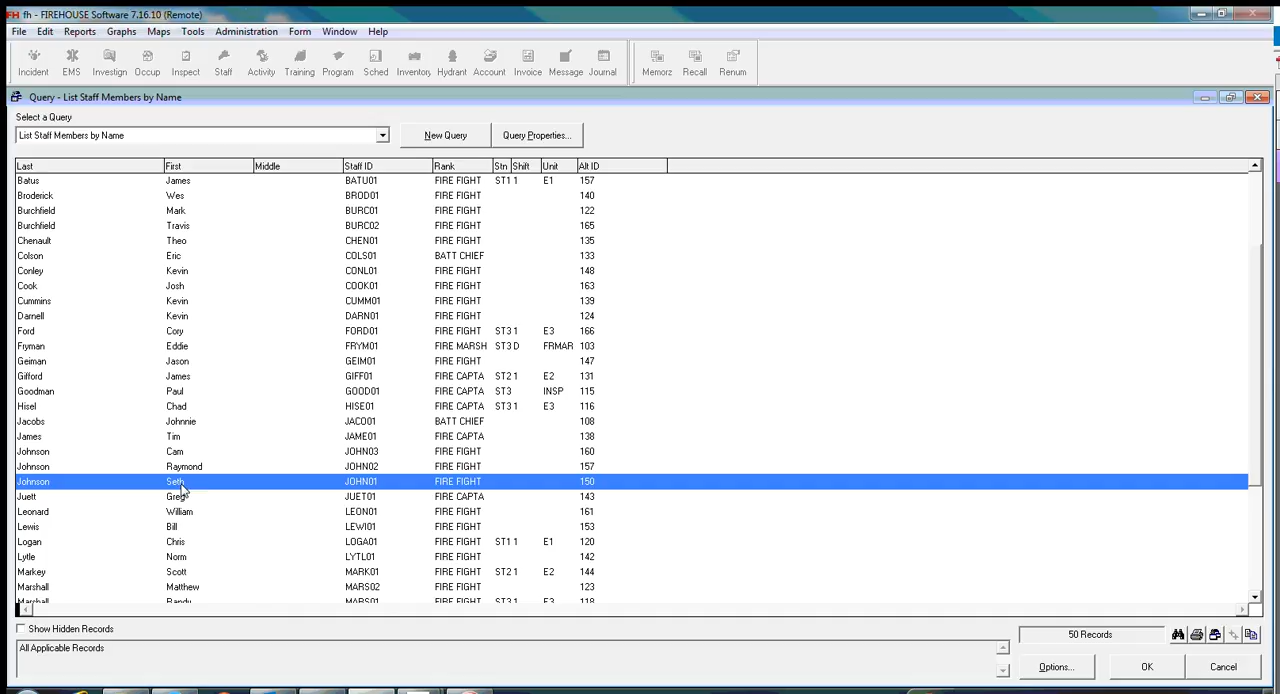 fh - FIREHOUSE Software 7.16.10 (Remote)
File Edit Reports Graphs Maps Tools Administration Form Window Help
Incident EMS Investign Occup Inspect Staff Activity Training Program Sched Inventory Hydrant Account Invoice Message Journal Memorz Recall Renum
Query - List Staff Members by Name
Select a Query
List Staff Members by Name New Query Query Properties...
Last First Middle Staff ID Rank Stn Shift Unit Alt ID
Batus James BATU01 FIRE FIGHT ST1 1 E1 157
Broderick Wes BROD01 FIRE FIGHT 140
Burchfield Mark BURC01 FIRE FIGHT 122
Burchfield Travis BURC02 FIRE FIGHT 165
Chenault Theo CHEN01 FIRE FIGHT 135
Colson Eric COLS01 BATT CHIEF 133
Conley Kevin CONL01 FIRE FIGHT 148
Cook Josh COOK01 FIRE FIGHT 163
Cummins Kevin CUMM01 FIRE FIGHT 139
Darnell Kevin DARN01 FIRE FIGHT 124
Ford Cory FORD01 FIRE FIGHT ST3 1 E3 166
Fryman Eddie FRYM01 FIRE MARSH ST3 D FRMAR 103
Geiman Jason GEIM01 FIRE FIGHT 147
Gifford James GIFF01 FIRE CAPTA ST2 1 E2 131
Goodman Paul GOOD01 FIRE CAPTA ST3 INSP 115
Hisel Chad HISE01 FIRE CAPTA ST3 1 E3 116
Jacobs Johnnie JACO01 BATT CHIEF 108
James Tim JAME01 FIRE CAPTA 138
Johnson Cam JOHN03 FIRE FIGHT 160
Johnson Raymond JOHN02 FIRE FIGHT 157
Johnson Seth JOHN01 FIRE FIGHT 150
Juett Greg JUET01 FIRE CAPTA 143
Leonard William LEON01 FIRE FIGHT 161
Lewis Bill LEWI01 FIRE FIGHT 153
Logan Chris LOGA01 FIRE FIGHT ST1 1 E1 120
Lytle Norm LYTL01 FIRE FIGHT 142
Markey Scott MARK01 FIRE FIGHT ST2 1 E2 144
Marshall Matthew MARS02 FIRE FIGHT 123
Marshall Randy MARS01 FIRE FIGHT ST3 1 E3 118
Show Hidden Records 50 Records
All Applicable Records
Options... OK Cancel